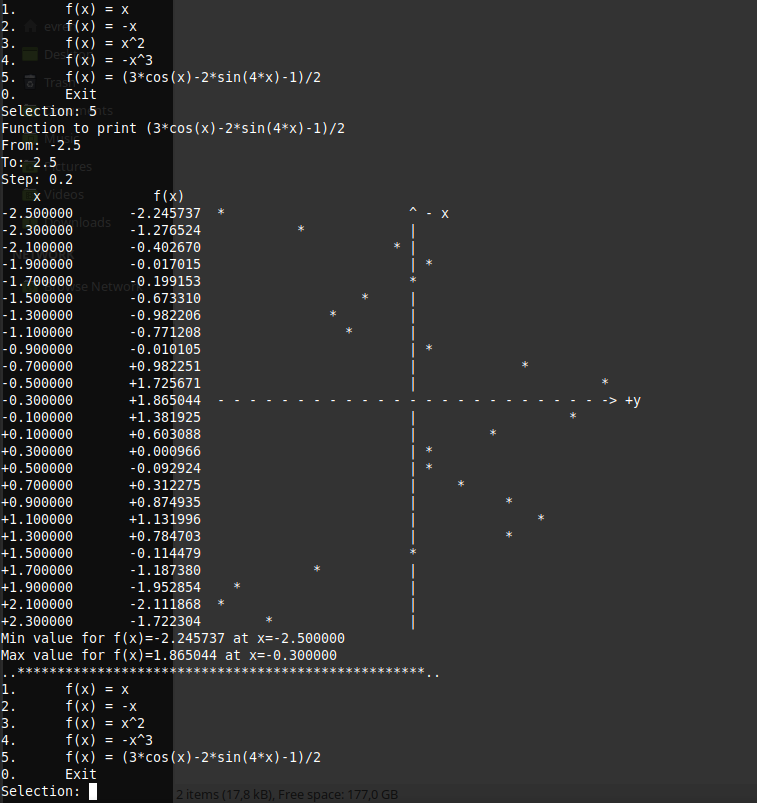 1.      f(x) = x
2.      f(x) = -x
3.      f(x) = x^2
4.      f(x) = -x^3
5.      f(x) = (3*cos(x)-2*sin(4*x)-1)/2
0.      Exit
Selection: 5
Function to print (3*cos(x)-2*sin(4*x)-1)/2
From: -2.5
To: 2.5
Step: 0.2
    x              f(x)
-2.500000       -2.245737  *                       ^ - x
-2.300000       -1.276524            *             |
-2.100000       -0.402670                        * |
-1.900000       -0.017015                          | *
-1.700000       -0.199153                          *
-1.500000       -0.673310                    *     |
-1.300000       -0.982206                *         |
-1.100000       -0.771208                  *       |
-0.900000       -0.010105                          | *
-0.700000       +0.982251                          |             *
-0.500000       +1.725671                          |                       *
-0.300000       +1.865044  - - - - - - - - - - - - - - - - - - - - - - - - -> +y
-0.100000       +1.381925                          |                   *
+0.100000       +0.603088                          |         *
+0.300000       +0.000966                          | *
+0.500000       -0.092924                          | *
+0.700000       +0.312275                          |     *
+0.900000       +0.874935                          |           *
+1.100000       +1.131996                          |               *
+1.300000       +0.784703                          |           *
+1.500000       -0.114479                          *
+1.700000       -1.187380              *           |
+1.900000       -1.952854    *                     |
+2.100000       -2.111868  *                       |
+2.300000       -1.722304        *                 |
Min value for f(x)=-2.245737 at x=-2.500000
Max value for f(x)=1.865044 at x=-0.300000
..***************************************************..
1.      f(x) = x
2.      f(x) = -x
3.      f(x) = x^2
4.      f(x) = -x^3
5.      f(x) = (3*cos(x)-2*sin(4*x)-1)/2
0.      Exit
Selection:
2 items (17,8 kB), Free space: 177,0 GB